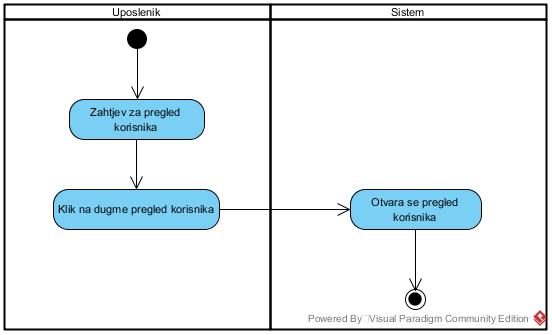 Uposlenik
Sistem
Zahtjev za pregled
korisnika
Klik na dugme pregled korisnika
Otvara se pregled
korisnika
Powered By Visual Paradigm Community Edition